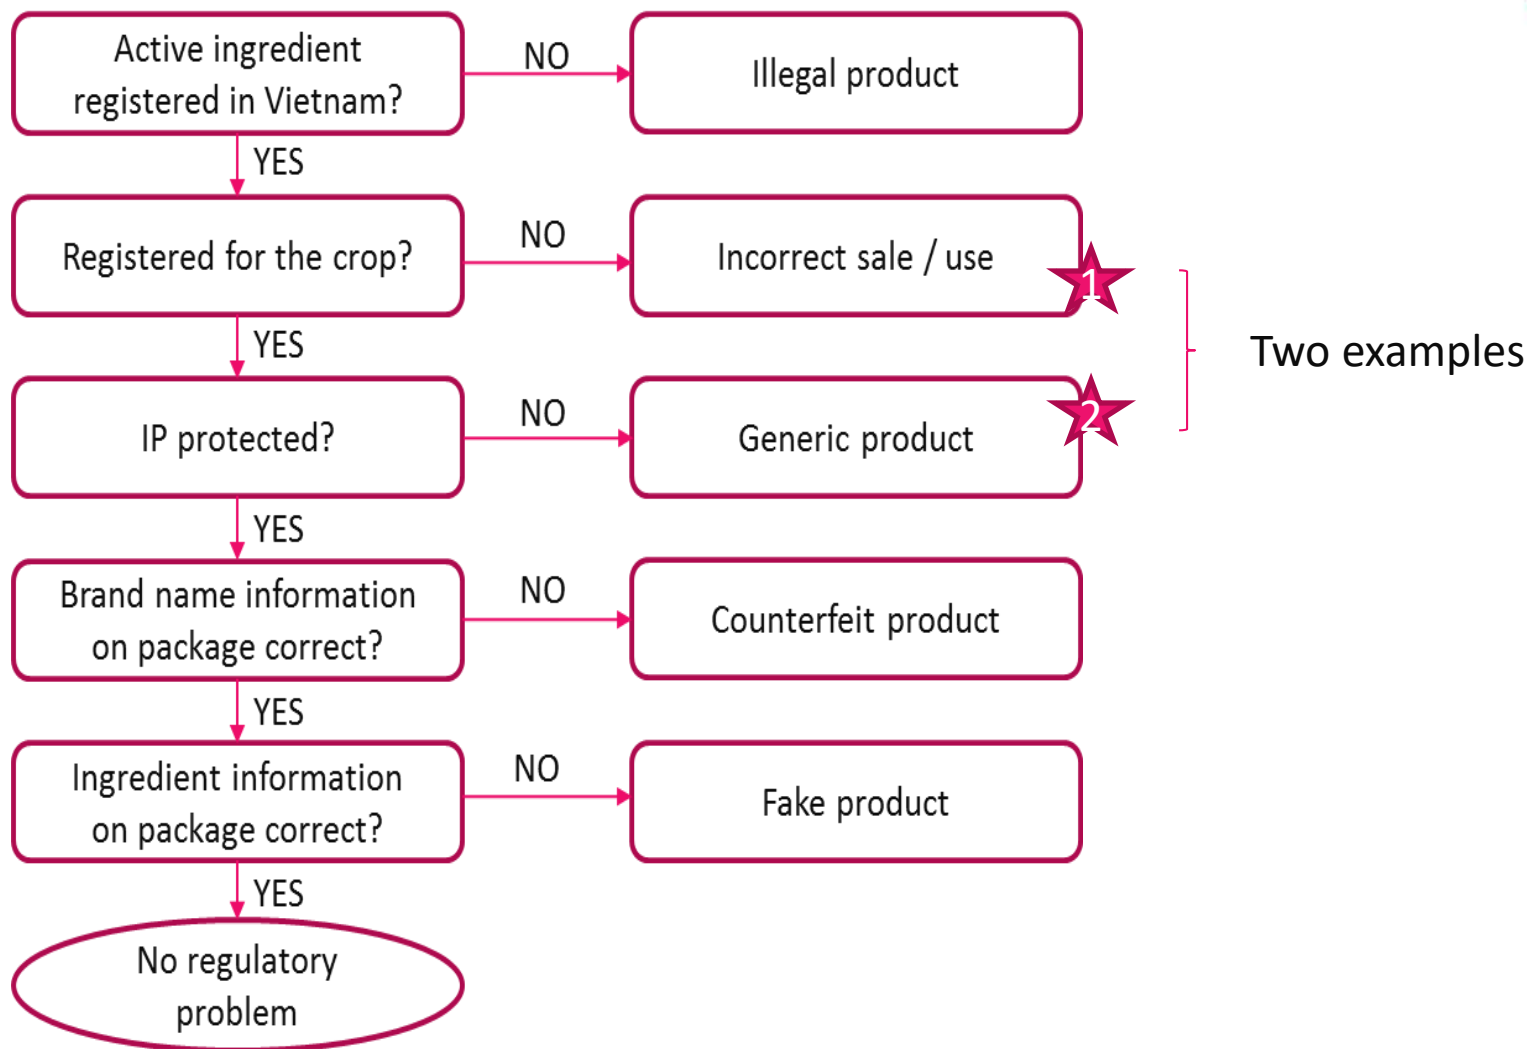 Active ingredient
registered in Vietnam?
NO
Illegal product
YES
Registered for the crop?
NO
Incorrect sale / use
1
YES
Two examples
IP protected?
NO
Generic product
2
YES
Brand name information
on package correct?
NO
Counterfeit product
YES
Ingredient information
on package correct?
NO
Fake product
YES
No regulatory
problem